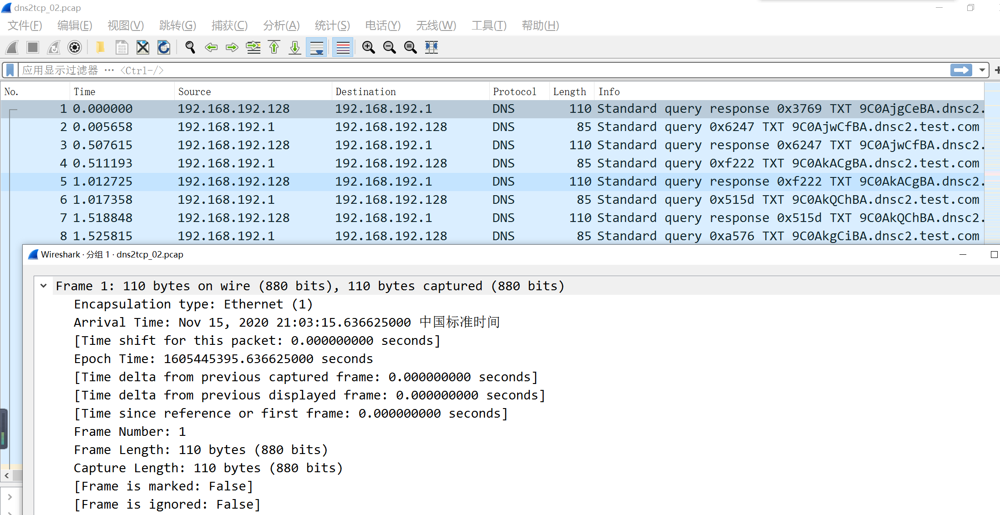 dns2tcp_02.pcap
文件(F) 编辑(E) 视图(V) 跳转(G) 捕获(C) 分析(A) 统计(S) 电话(Y) 无线(W) 工具(T) 帮助(H)
应用显示过滤器 … <Ctrl-/>
No. Time Source Destination Protocol Length Info
1 0.000000 192.168.192.128 192.168.192.1 DNS 110 Standard query response 0x3769 TXT 9C0AjgCeBA.dnsc2.
2 0.005658 192.168.192.1 192.168.192.128 DNS 85 Standard query 0x6247 TXT 9C0AjwCfBA.dnsc2.test.com
3 0.507615 192.168.192.128 192.168.192.1 DNS 110 Standard query response 0x6247 TXT 9C0AjwCfBA.dnsc2.
4 0.511193 192.168.192.1 192.168.192.128 DNS 85 Standard query 0xf222 TXT 9C0AkACgBA.dnsc2.test.com
5 1.012725 192.168.192.128 192.168.192.1 DNS 110 Standard query response 0xf222 TXT 9C0AkACgBA.dnsc2.
6 1.017358 192.168.192.1 192.168.192.128 DNS 85 Standard query 0x515d TXT 9C0AkQChBA.dnsc2.test.com
7 1.518848 192.168.192.128 192.168.192.1 DNS 110 Standard query response 0x515d TXT 9C0AkQChBA.dnsc2.
8 1.525815 192.168.192.1 192.168.192.128 DNS 85 Standard query 0xa576 TXT 9C0AkgCiBA.dnsc2.test.com
Wireshark · 分组 1 · dns2tcp_02.pcap
Frame 1: 110 bytes on wire (880 bits), 110 bytes captured (880 bits)
Encapsulation type: Ethernet (1)
Arrival Time: Nov 15, 2020 21:03:15.636625000 中国标准时间
[Time shift for this packet: 0.000000000 seconds]
Epoch Time: 1605445395.636625000 seconds
[Time delta from previous captured frame: 0.000000000 seconds]
[Time delta from previous displayed frame: 0.000000000 seconds]
[Time since reference or first frame: 0.000000000 seconds]
Frame Number: 1
Frame Length: 110 bytes (880 bits)
Capture Length: 110 bytes (880 bits)
[Frame is marked: False]
[Frame is ignored: False]